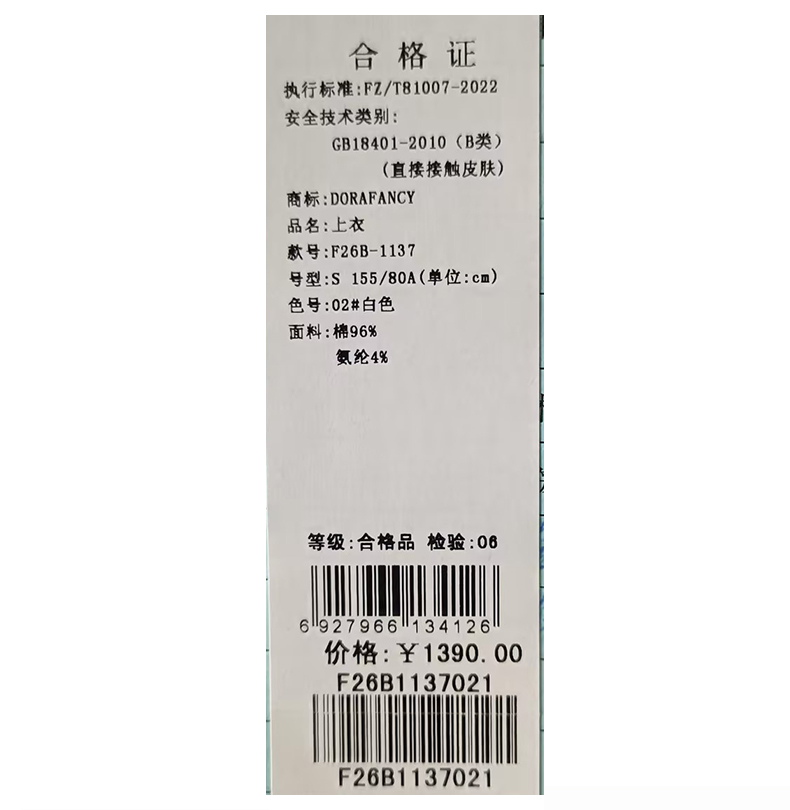 合格证
执行标准:FZ/T81007-2022
安全技术类别:
GB18401-2010（B类）
(直接接触皮肤)
商标:DORAFANCY
品名:上衣
款号:F26B-1137
号型:S 155/80A(单位:cm)
色号:02#白色
面料:棉96%
氨纶4%
等级:合格品 检验:06
6 927966 134126
价格:￥1390.00
F26B1137021
F26B1137021